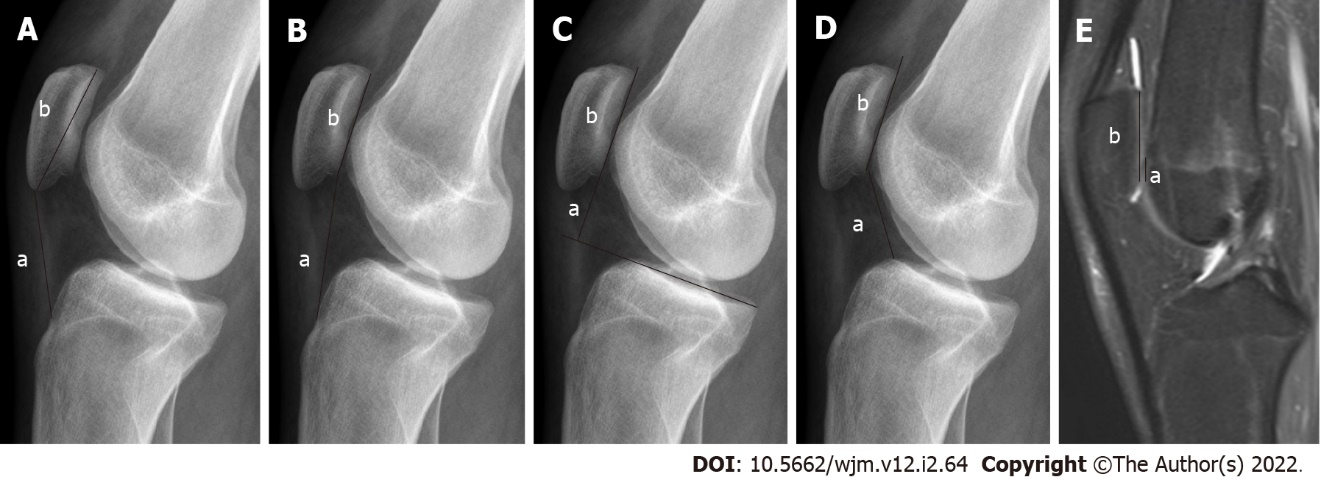 A B C D E
b b b b b
a a a a a
DOI: 10.5662/wjm.v12.i2.64 Copyright ©The Author(s) 2022.